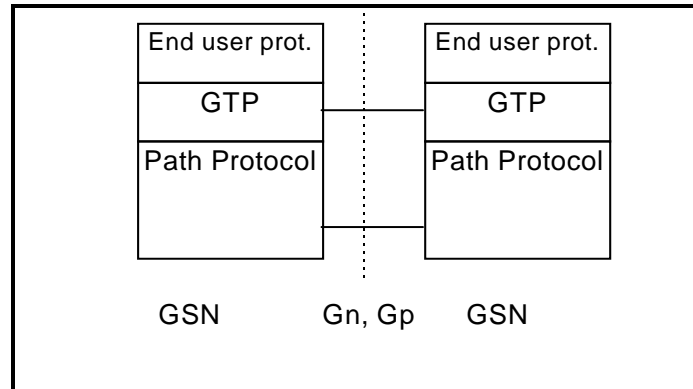 End user prot. End user prot.
GTP GTP
Path Protocol Path Protocol
GSN Gn, Gp GSN